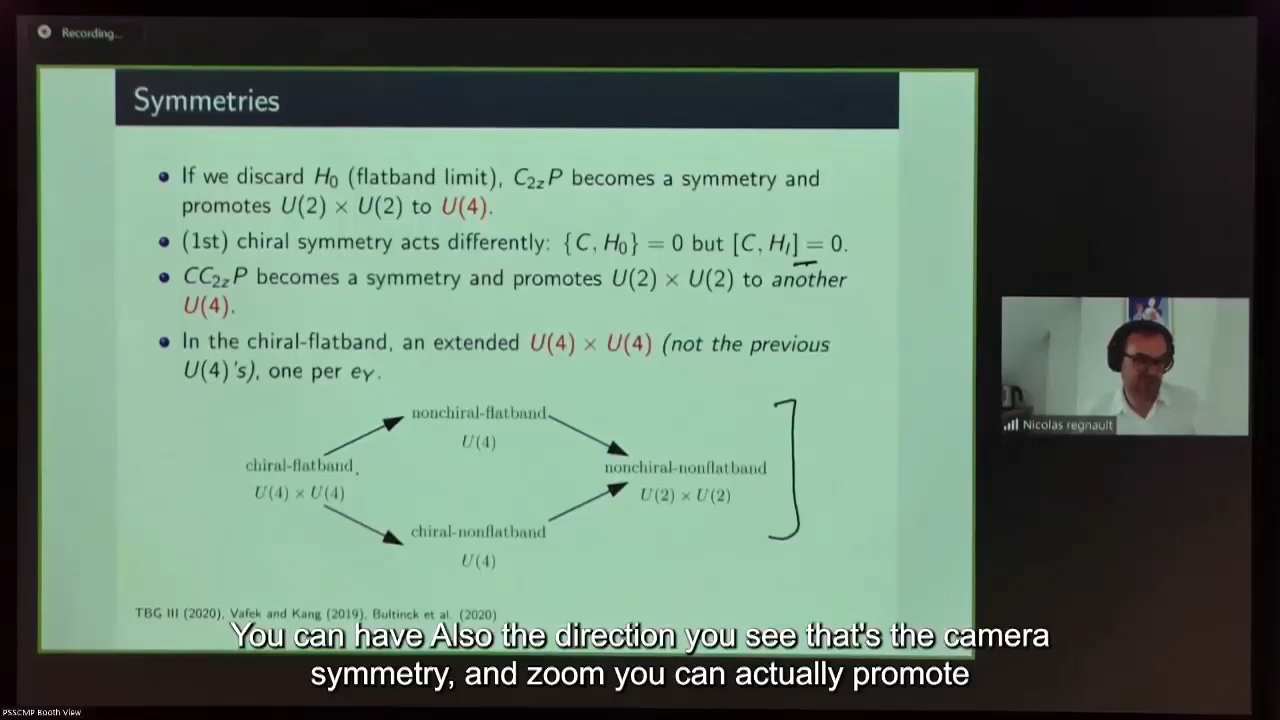 Recording...
Symmetries
If we discard H₀ (flatband limit), C₂zP becomes a symmetry and
promotes U(2) × U(2) to U(4).
(1st) chiral symmetry acts differently: {C, H₀} = 0 but [C, H_I] = 0.
CC₂zP becomes a symmetry and promotes U(2) × U(2) to another
U(4).
In the chiral-flatband, an extended U(4) × U(4) (not the previous
U(4)'s), one per e_Y.
nonchiral-flatband
U(4)
chiral-flatband
U(4) × U(4)
nonchiral-nonflatband
U(2) × U(2)
chiral-nonflatband
U(4)
TBG III (2020), Vafek and Kang (2019), Bultinck et al. (2020)
Nicolas regnault
You can have Also the direction you see that's the camera
symmetry, and zoom you can actually promote
PSSCMP Booth View